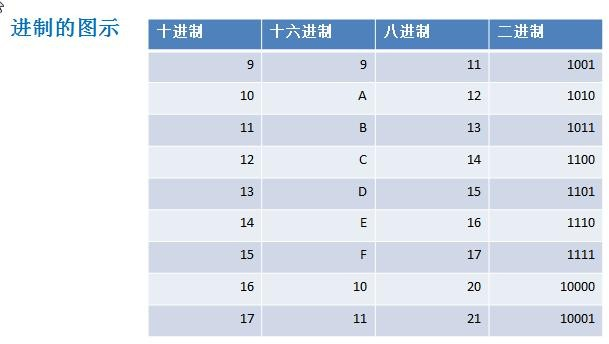 进制的图示
十进制 十六进制 八进制 二进制
9 9 11 1001
10 A 12 1010
11 B 13 1011
12 C 14 1100
13 D 15 1101
14 E 16 1110
15 F 17 1111
16 10 20 10000
17 11 21 10001